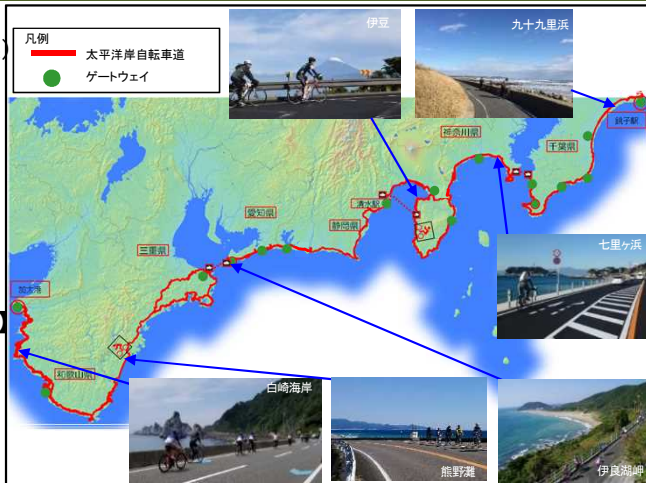 凡例
太平洋岸自転車道
ゲートウェイ
伊豆
九十九里浜
銚子駅
千葉県
神奈川県
清水駅
静岡県
愛知県
三重県
加太港
和歌山県
七里ヶ浜
白崎海岸
熊野灘
伊良湖岬